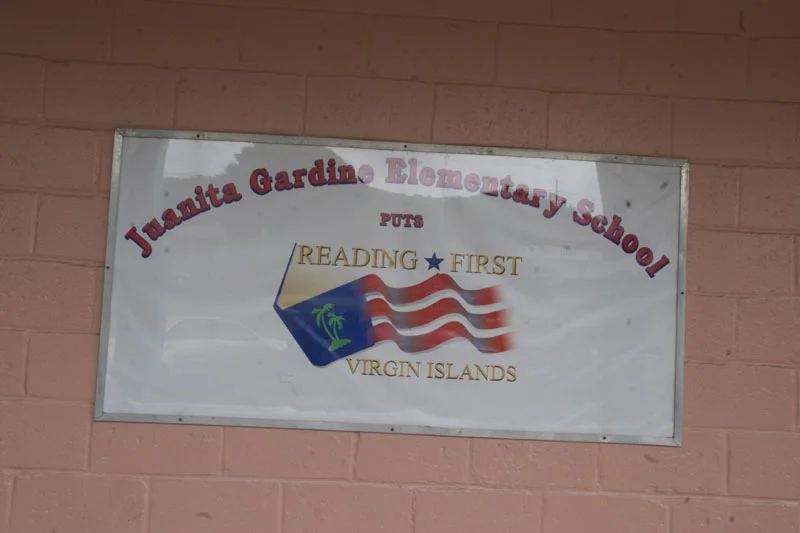 Juanita Gardine Elementary School
PUTS
READING FIRST
VIRGIN ISLANDS